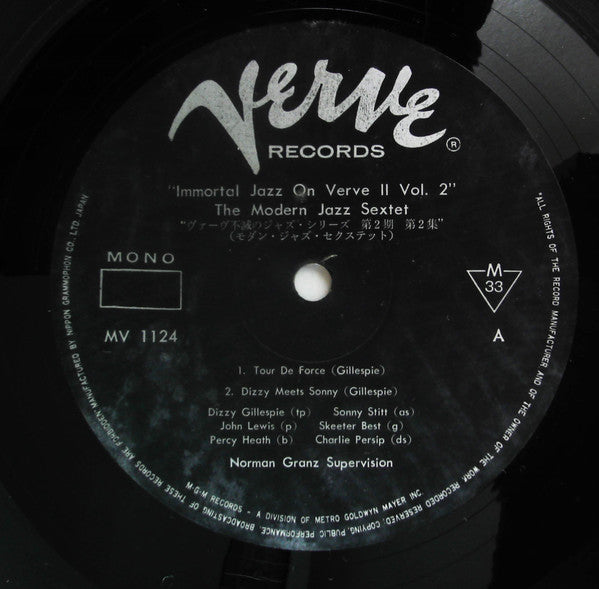 Verve
RECORDS ®
"Immortal Jazz On Verve II Vol. 2"
The Modern Jazz Sextet
"ヴァーヴ不滅のジャズ・シリーズ 第2期 第2集"
(モダン・ジャズ・セクステット)
MONO
M
33
MV 1124
A
1. Tour De Force (Gillespie)
2. Dizzy Meets Sonny (Gillespie)
Dizzy Gillespie (tp) Sonny Stitt (as)
John Lewis (p) Skeeter Best (g)
Percy Heath (b) Charlie Persip (ds)
Norman Granz Supervision
M-G-M RECORDS - A DIVISION OF METRO GOLDWYN MAYER INC.
"ALL RIGHTS OF THE RECORD MANUFACTURER AND OF THE OWNER OF THE WORK RECORDED RESERVED. COPYING, PUBLIC PERFORMANCE, BROADCASTING OF THESE RECORDS ARE FORBIDDEN" MANUFACTURED BY NIPPON GRAMMOPHON CO., LTD. JAPAN